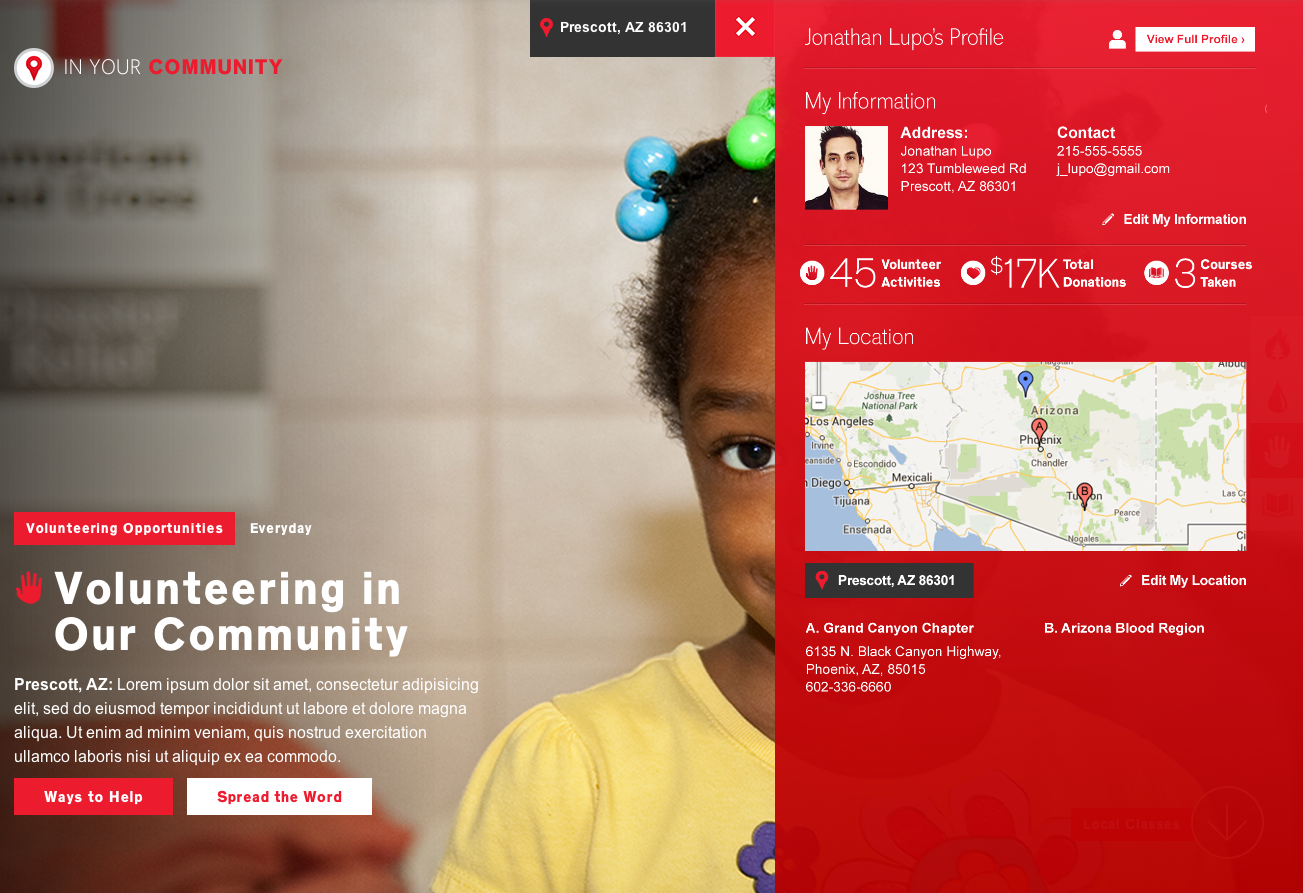 Prescott, AZ 86301
IN YOUR COMMUNITY
American
Red Cross
Disaster
Relief
Volunteering Opportunities
Everyday
Volunteering in
Our Community
Prescott, AZ: Lorem ipsum dolor sit amet, consectetur adipisicing
elit, sed do eiusmod tempor incididunt ut labore et dolore magna
aliqua. Ut enim ad minim veniam, quis nostrud exercitation
ullamco laboris nisi ut aliquip ex ea commodo.
Ways to Help
Spread the Word
Jonathan Lupo's Profile
View Full Profile ›
My Information
Address:
Jonathan Lupo
123 Tumbleweed Rd
Prescott, AZ 86301
Contact
215-555-5555
j_lupo@gmail.com
Edit My Information
45 Volunteer
Activities
$17K Total
Donations
3 Courses
Taken
My Location
Joshua Tree
National Park
Arizona
Los Angeles
Irvine
A
Phoenix
Chandler
Escondido
Mexicali
B
Tijuana
Pearce
Ensenada
Nogales
Prescott, AZ 86301
Edit My Location
A. Grand Canyon Chapter
6135 N. Black Canyon Highway,
Phoenix, AZ, 85015
602-336-6660
B. Arizona Blood Region
Local Classes